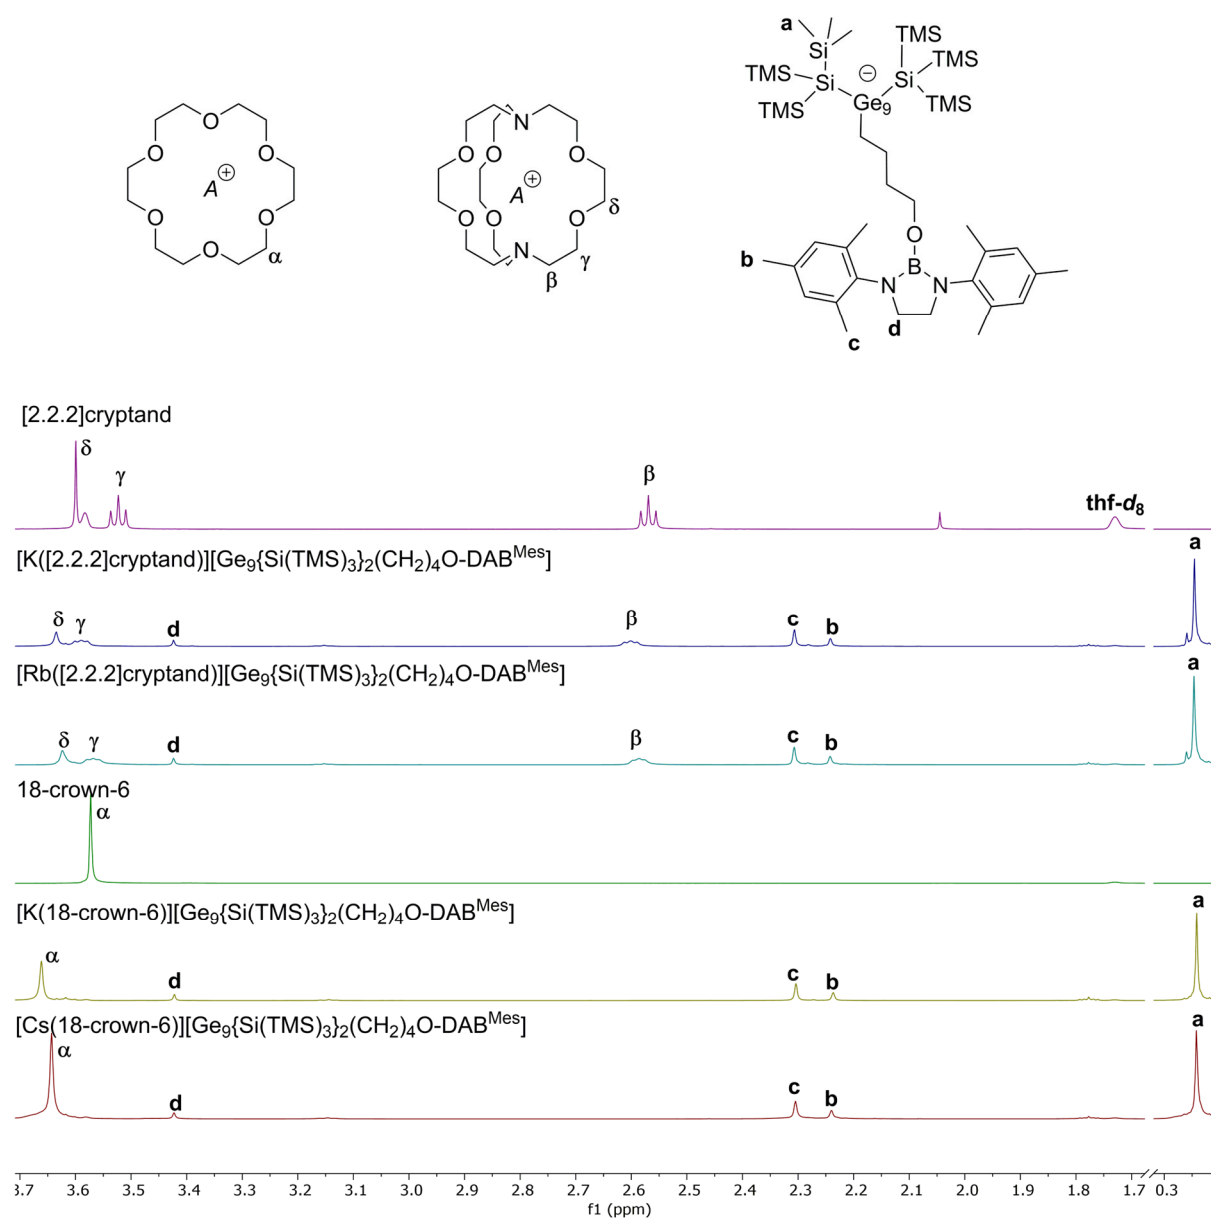 a
Si
TMS
TMS
TMS
Si
⊖
Si
TMS
TMS
Ge9
TMS
O
O
O
A⊕
O
O
O
α
N
O
O
O
A⊕
O
O
O
N
δ
γ
β
O
b
B
N
N
d
c
[2.2.2]cryptand
δ
γ
β
thf-d8
[K([2.2.2]cryptand)][Ge9{Si(TMS)3}2(CH2)4O-DABMes]
a
δ
γ
d
β
c
b
[Rb([2.2.2]cryptand)][Ge9{Si(TMS)3}2(CH2)4O-DABMes]
a
δ
γ
d
β
c
b
18-crown-6
α
[K(18-crown-6)][Ge9{Si(TMS)3}2(CH2)4O-DABMes]
a
α
d
c
b
[Cs(18-crown-6)][Ge9{Si(TMS)3}2(CH2)4O-DABMes]
a
α
d
c
b
3.7 3.6 3.5 3.4 3.3 3.2 3.1 3.0 2.9 2.8 2.7 2.6 2.5 2.4 2.3 2.2 2.1 2.0 1.9 1.8 1.7 0.3
f1 (ppm)